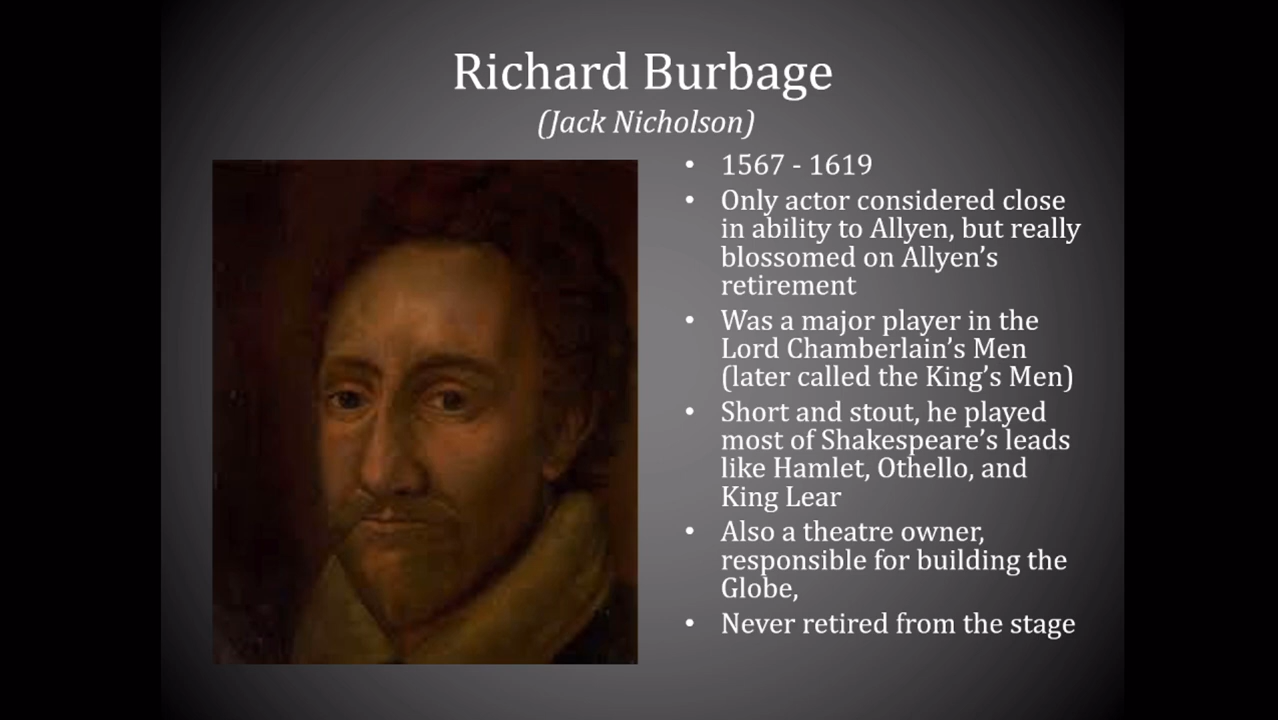 Richard Burbage
(Jack Nicholson)
• 1567 - 1619
• Only actor considered close
in ability to Allyen, but really
blossomed on Allyen’s
retirement
• Was a major player in the
Lord Chamberlain’s Men
(later called the King’s Men)
• Short and stout, he played
most of Shakespeare’s leads
like Hamlet, Othello, and
King Lear
• Also a theatre owner,
responsible for building the
Globe,
• Never retired from the stage